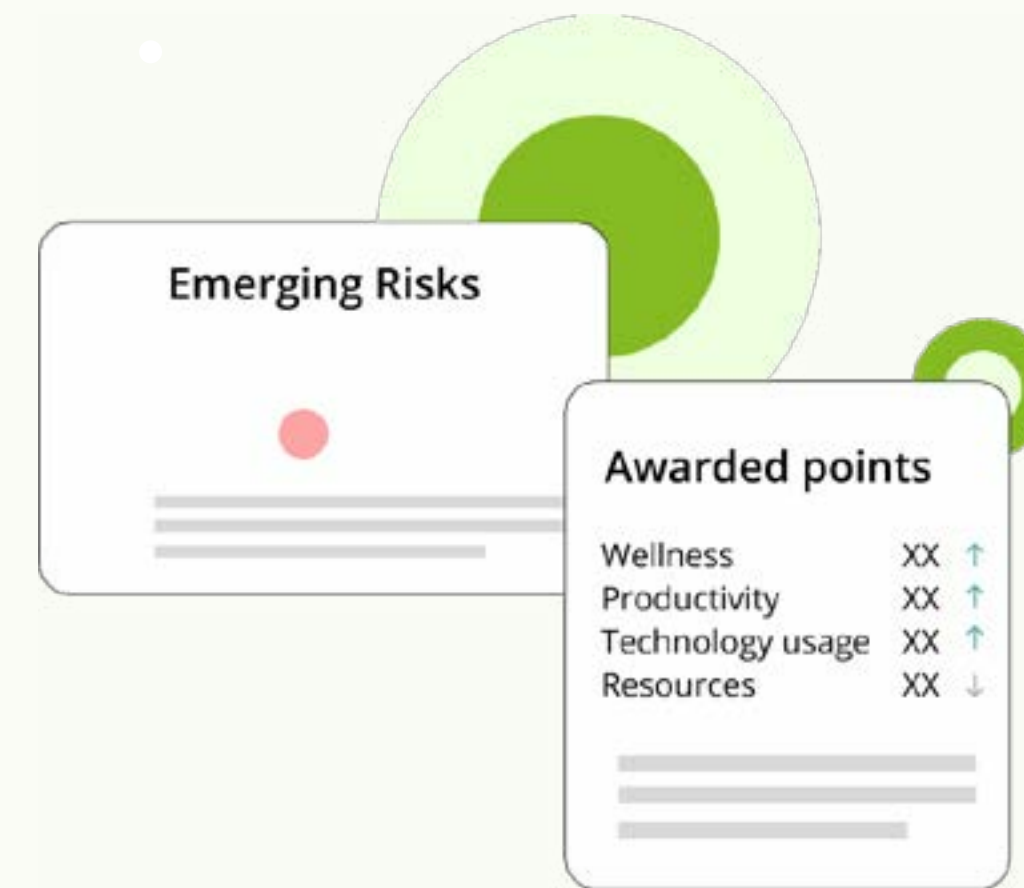 Emerging Risks
Awarded points
Wellness XX ↑
Productivity XX ↑
Technology usage XX ↑
Resources XX ↓